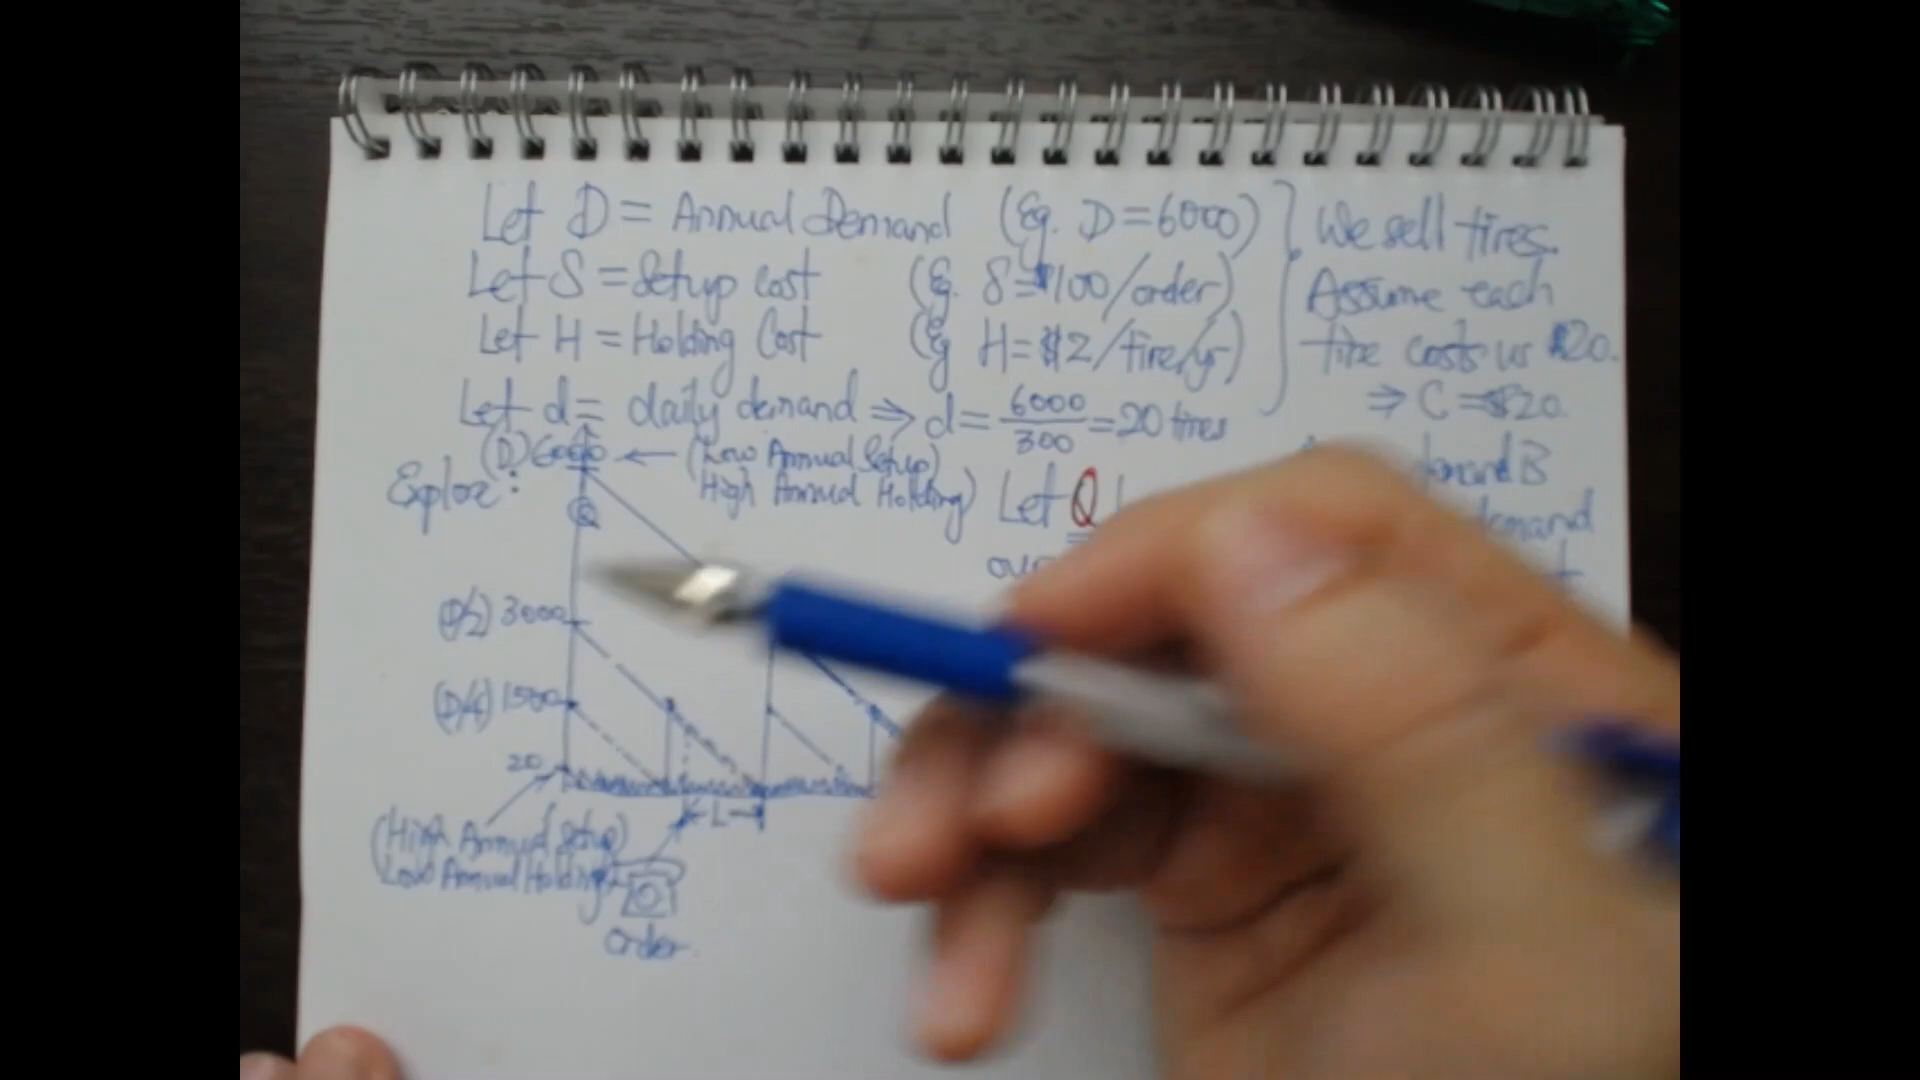 Let D = Annual Demand (Eg. D=6000)
Let S = Setup Cost (Eg. S=$100/order)
Let H = Holding Cost (Eg H=$2/tire/yr)
Let d = daily demand ⇒ d = 6000/300 = 20 tires
We sell tires.
Assume each
tire costs us $20.
⇒ C = $20.
demand
Explore:
(D) 6000 ← (Low Annual Setup)
High Annual Holding)
Q
Let Q
(D/2) 3000
(D/4) 1500
20
L
(High Annual Setup)
Low Annual Holding)
order.